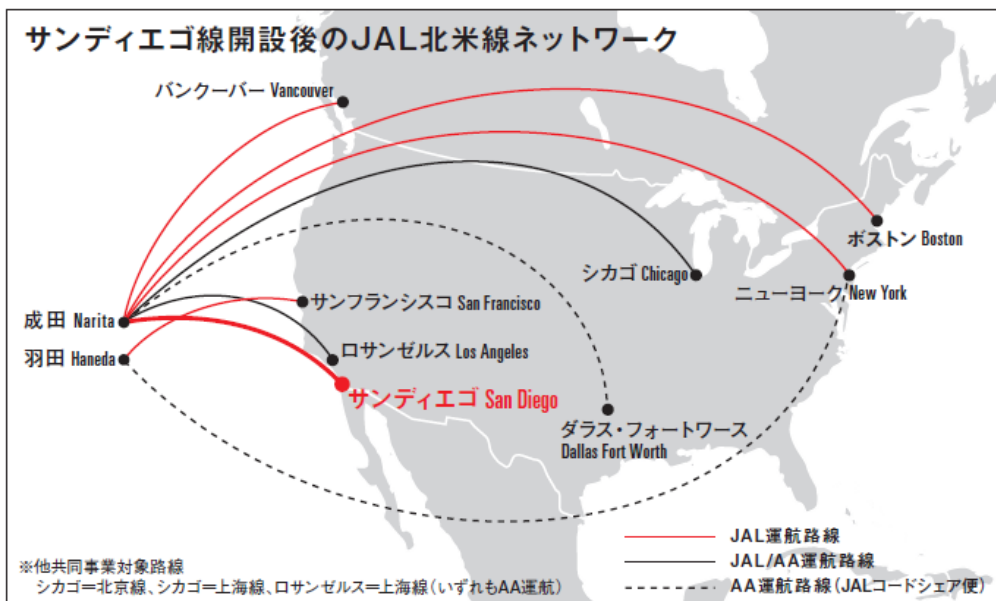 サンディエゴ線開設後のJAL北米線ネットワーク
バンクーバー Vancouver
ボストン Boston
シカゴ Chicago
ニューヨーク New York
サンフランシスコ San Francisco
成田 Narita
ロサンゼルス Los Angeles
羽田 Haneda
サンディエゴ San Diego
ダラス・フォートワース
Dallas Fort Worth
JAL運航路線
JAL/AA運航路線
AA運航路線(JALコードシェア便)
※他共同事業対象路線
シカゴ=北京線、シカゴ=上海線、ロサンゼルス=上海線(いずれもAA運航)